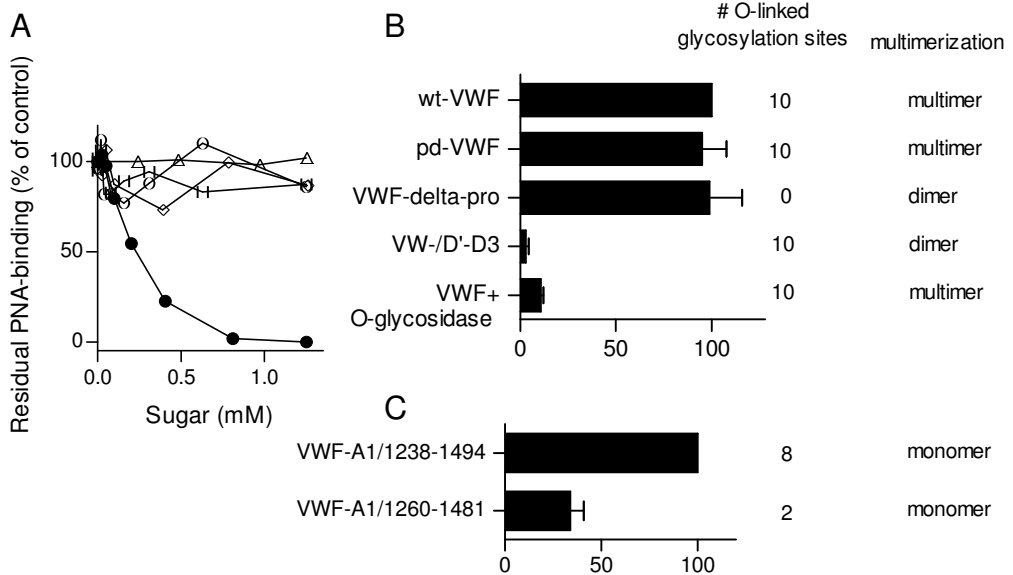 A
Residual PNA-binding (% of control)
100
50
0
0.0 0.5 1.0
Sugar (mM)
B
# O-linked
glycosylation sites
multimerization
wt-VWF 10 multimer
pd-VWF 10 multimer
VWF-delta-pro 0 dimer
VW-/D'-D3 10 dimer
VWF+ 10 multimer
O-glycosidase
0 50 100
C
VWF-A1/1238-1494 8 monomer
VWF-A1/1260-1481 2 monomer
0 50 100